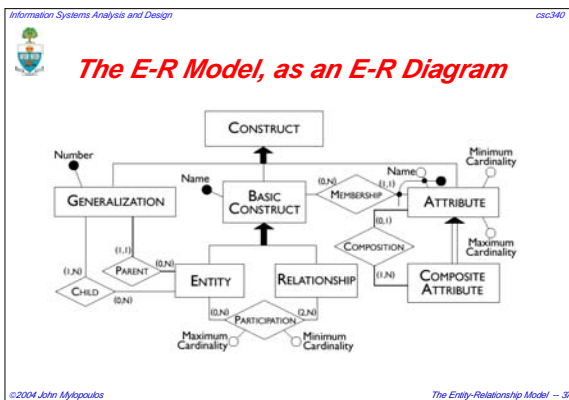 Information Systems Analysis and Design csc340
The E-R Model, as an E-R Diagram
CONSTRUCT
Number
Name
Name
Minimum
Cardinality
GENERALIZATION
BASIC
CONSTRUCT
(0,N)
MEMBERSHIP
(1,1)
ATTRIBUTE
(0,1)
COMPOSITION
Maximum
Cardinality
(1,1)
PARENT
(0,N)
(1,N)
CHILD
(0,N)
ENTITY
RELATIONSHIP
(1,N)
COMPOSITE
ATTRIBUTE
(0,N)
PARTICIPATION
(2,N)
Maximum
Cardinality
Minimum
Cardinality
©2004 John Mylopoulos The Entity-Relationship Model --